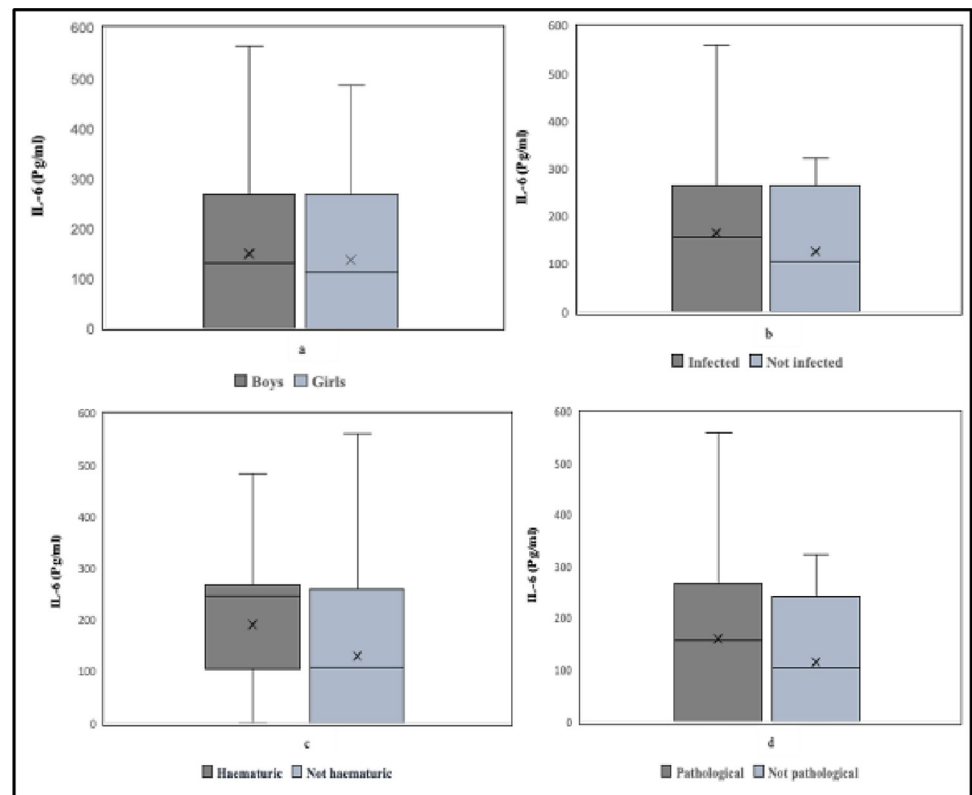 600
500
400
300
200
100
0
IL-6 (Pg/ml)
a
Boys Girls
600
500
400
300
200
100
0
IL-6 (Pg/ml)
b
Infected Not infected
600
500
400
300
200
100
0
IL-6 (Pg/ml)
c
Haematuric Not haematuric
600
500
400
300
200
100
0
IL-6 (Pg/ml)
d
Pathological Not pathological